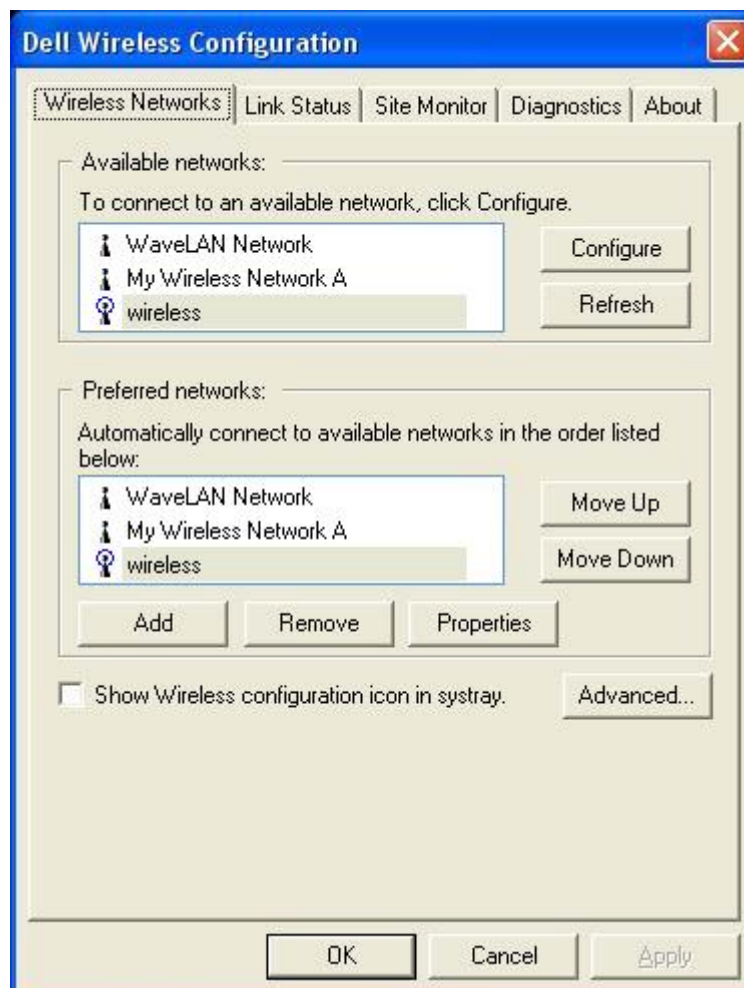 Dell Wireless Configuration
Wireless Networks Link Status Site Monitor Diagnostics About
Available networks:
To connect to an available network, click Configure.
WaveLAN Network
My Wireless Network A
wireless
Configure
Refresh
Preferred networks:
Automatically connect to available networks in the order listed
below:
WaveLAN Network
My Wireless Network A
wireless
Move Up
Move Down
Add Remove Properties
Show Wireless configuration icon in systray. Advanced...
OK Cancel Apply